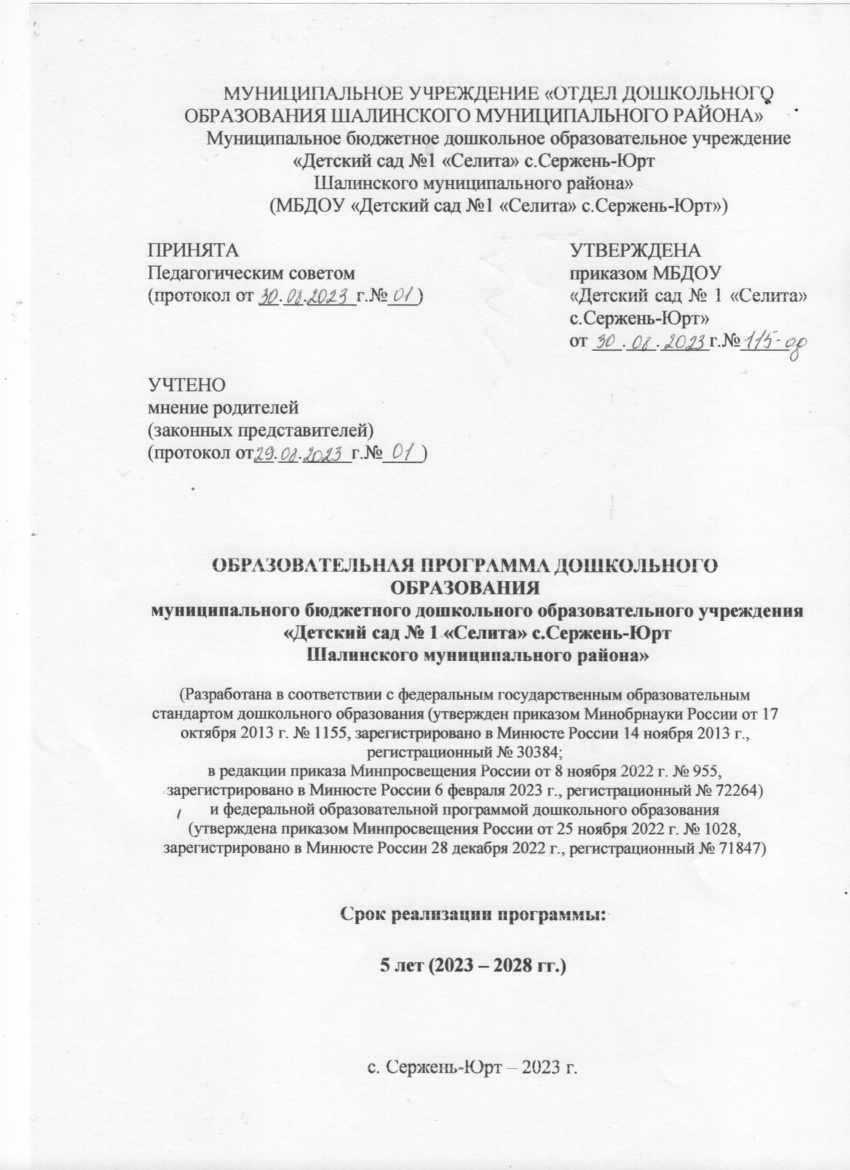 МУНИЦИПАЛЬНОЕ УЧРЕЖДЕНИЕ «ОТДЕЛ ДОШКОЛЬНОГО
ОБРАЗОВАНИЯ ШАЛИНСКОГО МУНИЦИПАЛЬНОГО РАЙОНА»
Муниципальное бюджетное дошкольное образовательное учреждение
«Детский сад №1 «Селита» с.Сержень-Юрт
Шалинского муниципального района»
(МБДОУ «Детский сад №1 «Селита» с.Сержень-Юрт»)
ПРИНЯТА
Педагогическим советом
(протокол от 30.08.2023 г.№ 01)
УТВЕРЖДЕНА
приказом МБДОУ
«Детский сад № 1 «Селита»
с.Сержень-Юрт»
от 30.08.2023 г.№ 115-од
УЧТЕНО
мнение родителей
(законных представителей)
(протокол от 29.08.2023 г.№ 01)
ОБРАЗОВАТЕЛЬНАЯ ПРОГРАММА ДОШКОЛЬНОГО
ОБРАЗОВАНИЯ
муниципального бюджетного дошкольного образовательного учреждения
«Детский сад № 1 «Селита» с.Сержень-Юрт
Шалинского муниципального района»
(Разработана в соответствии с федеральным государственным образовательным
стандартом дошкольного образования (утвержден приказом Минобрнауки России от 17
октября 2013 г. № 1155, зарегистрировано в Минюсте России 14 ноября 2013 г.,
регистрационный № 30384;
в редакции приказа Минпросвещения России от 8 ноября 2022 г. № 955,
зарегистрировано в Минюсте России 6 февраля 2023 г., регистрационный № 72264)
и федеральной образовательной программой дошкольного образования
(утверждена приказом Минпросвещения России от 25 ноября 2022 г. № 1028,
зарегистрировано в Минюсте России 28 декабря 2022 г., регистрационный № 71847)
Срок реализации программы:
5 лет (2023 – 2028 гг.)
с. Сержень-Юрт – 2023 г.